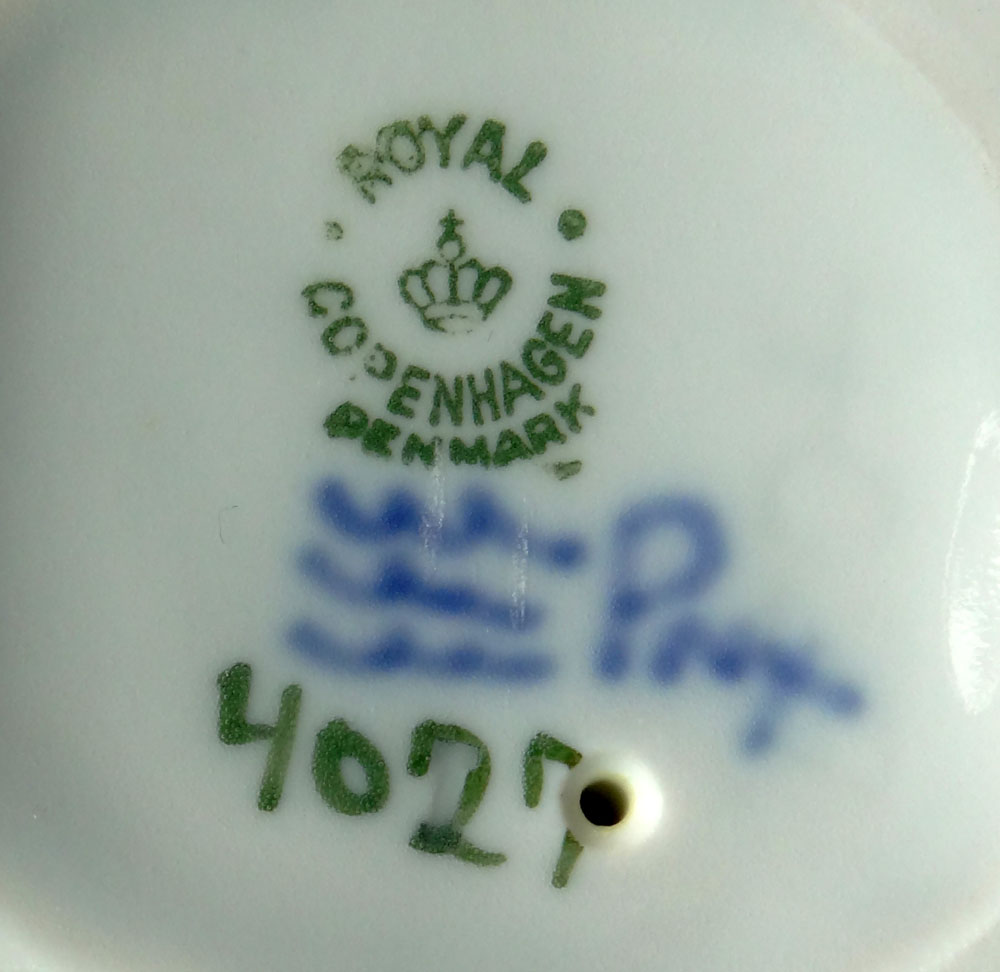 ROYAL
COPENHAGEN
DENMARK
4027